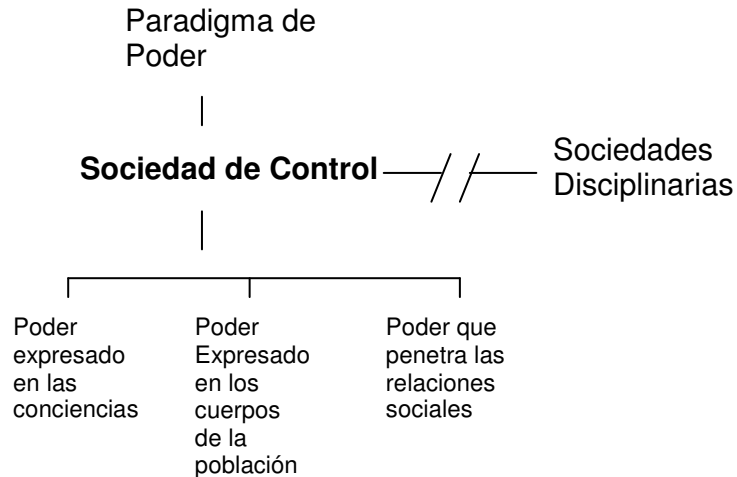 Paradigma de
Poder
Sociedad de Control
Sociedades
Disciplinarias
Poder
expresado
en las
conciencias
Poder
Expresado
en los
cuerpos
de la
población
Poder que
penetra las
relaciones
sociales